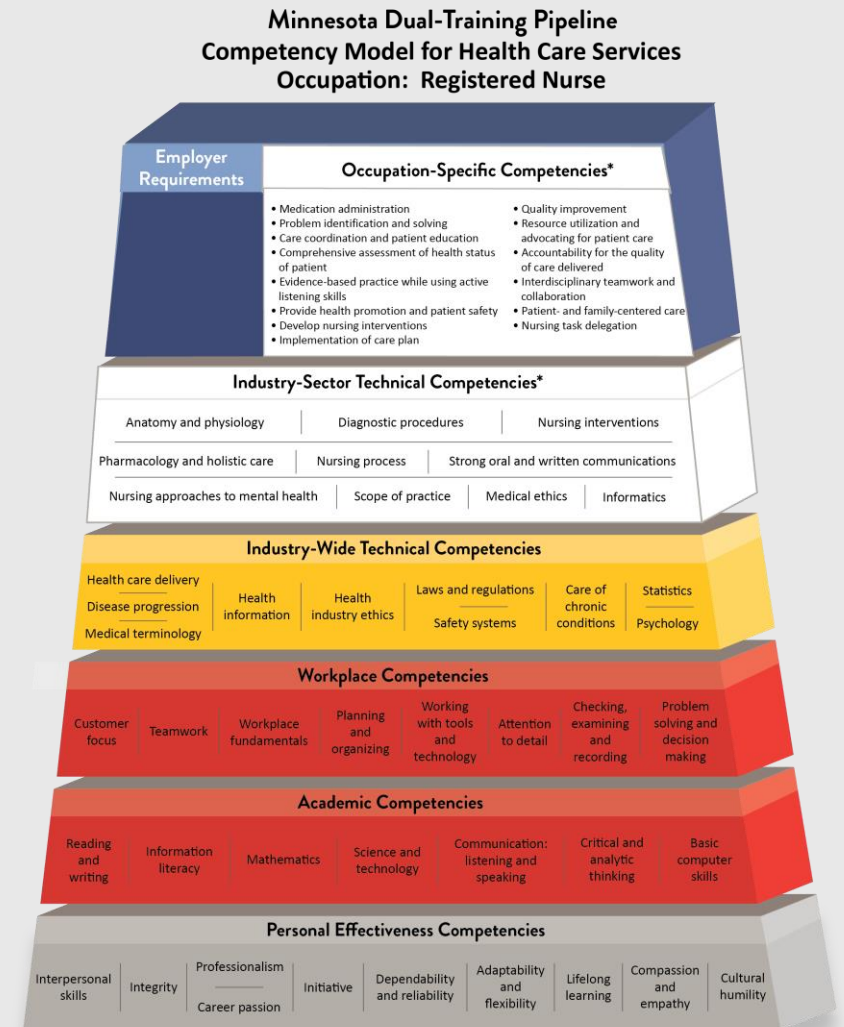 Minnesota Dual-Training Pipeline
Competency Model for Health Care Services
Occupation: Registered Nurse
Employer
Requirements
Occupation-Specific Competencies*
• Medication administration
• Problem identification and solving
• Care coordination and patient education
• Comprehensive assessment of health status
of patient
• Evidence-based practice while using active
listening skills
• Provide health promotion and patient safety
• Develop nursing interventions
• Implementation of care plan
• Quality improvement
• Resource utilization and
advocating for patient care
• Accountability for the quality
of care delivered
• Interdisciplinary teamwork and
collaboration
• Patient- and family-centered care
• Nursing task delegation
Industry-Sector Technical Competencies*
Anatomy and physiology
Diagnostic procedures
Nursing interventions
Pharmacology and holistic care
Nursing process
Strong oral and written communications
Nursing approaches to mental health
Scope of practice
Medical ethics
Informatics
Industry-Wide Technical Competencies
Health care delivery
Disease progression
Medical terminology
Health
information
Health
industry ethics
Laws and regulations
Safety systems
Care of
chronic
conditions
Statistics
Psychology
Workplace Competencies
Customer
focus
Teamwork
Workplace
fundamentals
Planning
and
organizing
Working
with tools
and
technology
Attention
to detail
Checking,
examining
and
recording
Problem
solving and
decision
making
Academic Competencies
Reading
and
writing
Information
literacy
Mathematics
Science and
technology
Communication:
listening and
speaking
Critical and
analytic
thinking
Basic
computer
skills
Personal Effectiveness Competencies
Interpersonal
skills
Integrity
Professionalism
Career passion
Initiative
Dependability
and reliability
Adaptability
and
flexibility
Lifelong
learning
Compassion
and
empathy
Cultural
humility